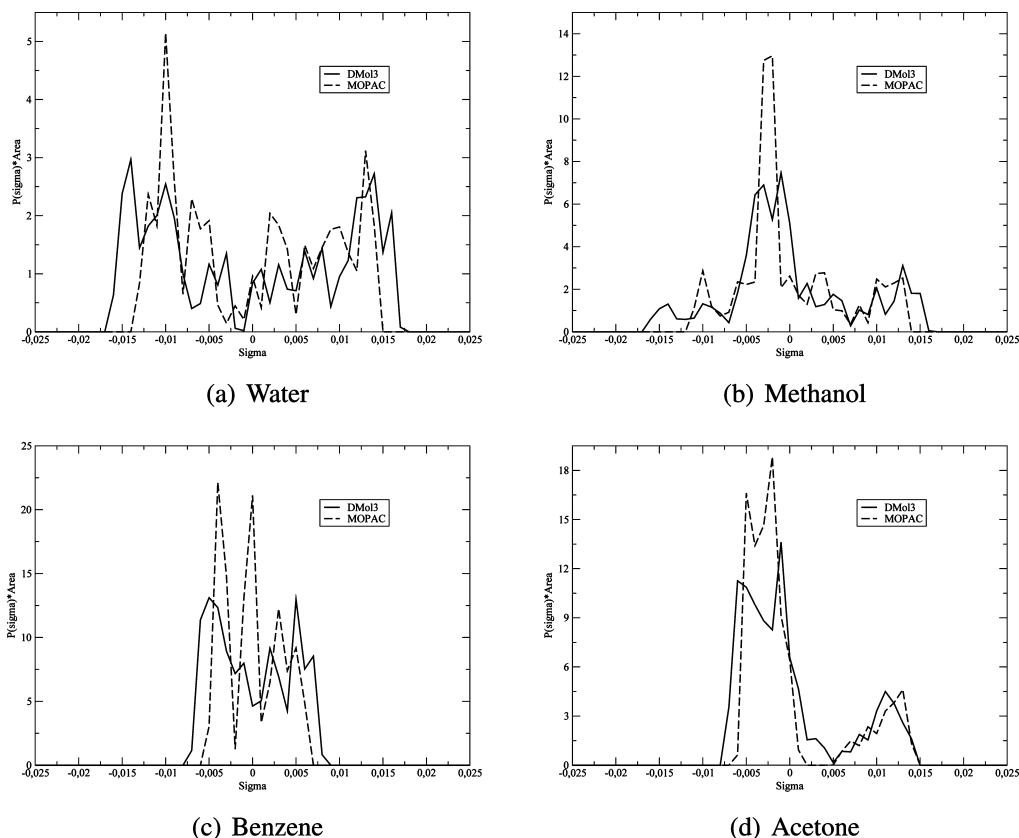 5
4
3
2
1
0
P(sigma)*Area
DMol3
MOPAC
-0,025 -0,02 -0,015 -0,01 -0,005 0 0,005 0,01 0,015 0,02 0,025
Sigma
(a) Water
14
12
10
8
6
4
2
0
P(sigma)*Area
DMol3
MOPAC
-0,025 -0,02 -0,015 -0,01 -0,005 0 0,005 0,01 0,015 0,02 0,025
Sigma
(b) Methanol
25
20
15
10
5
0
P(sigma)*Area
DMol3
MOPAC
-0,025 -0,02 -0,015 -0,01 -0,005 0 0,005 0,01 0,015 0,02 0,025
Sigma
(c) Benzene
18
15
12
9
6
3
0
P(sigma)*Area
DMol3
MOPAC
-0,025 -0,02 -0,015 -0,01 -0,005 0 0,005 0,01 0,015 0,02 0,025
Sigma
(d) Acetone